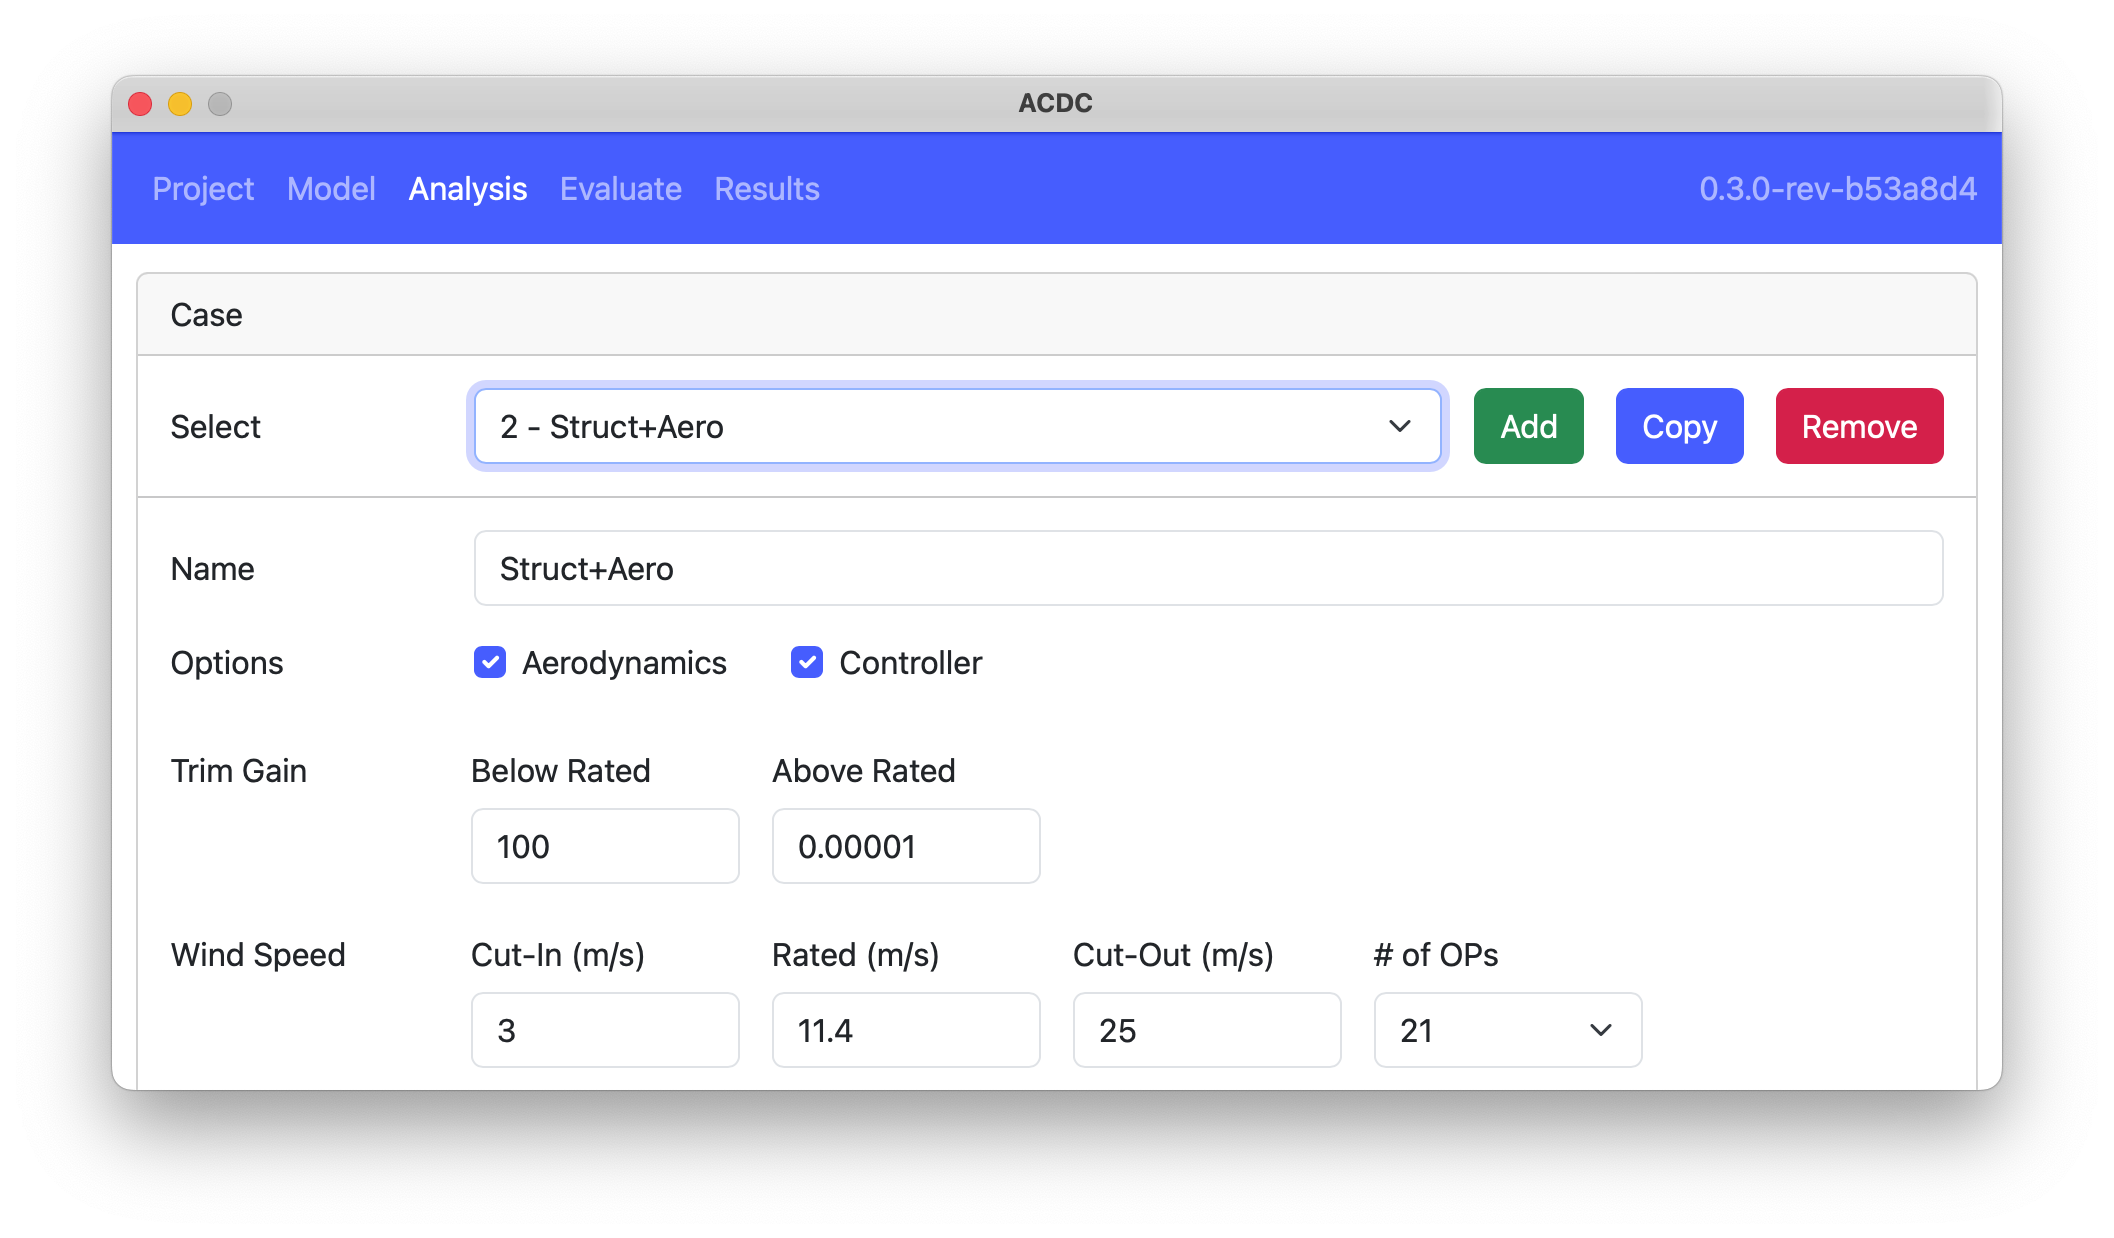 ACDC
Project Model Analysis Evaluate Results 0.3.0-rev-b53a8d4
Case
Select 2 - Struct+Aero Add Copy Remove
Name Struct+Aero
Options Aerodynamics Controller
Trim Gain Below Rated Above Rated
100 0.00001
Wind Speed Cut-In (m/s) Rated (m/s) Cut-Out (m/s) # of OPs
3 11.4 25 21